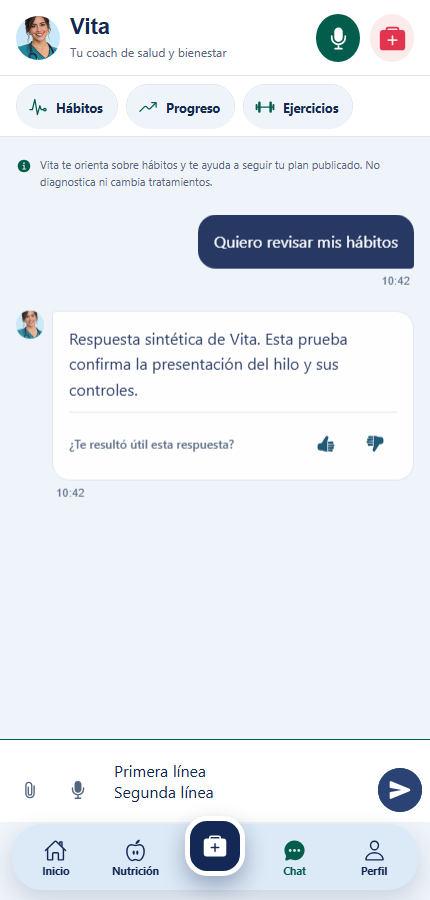 Vita
Tu coach de salud y bienestar
Hábitos
Progreso
Ejercicios
Vita te orienta sobre hábitos y te ayuda a seguir tu plan publicado. No
diagnostica ni cambia tratamientos.
Quiero revisar mis hábitos
10:42
Respuesta sintética de Vita. Esta prueba
confirma la presentación del hilo y sus
controles.
¿Te resultó útil esta respuesta?
10:42
Primera línea
Segunda línea
Inicio
Nutrición
Chat
Perfil